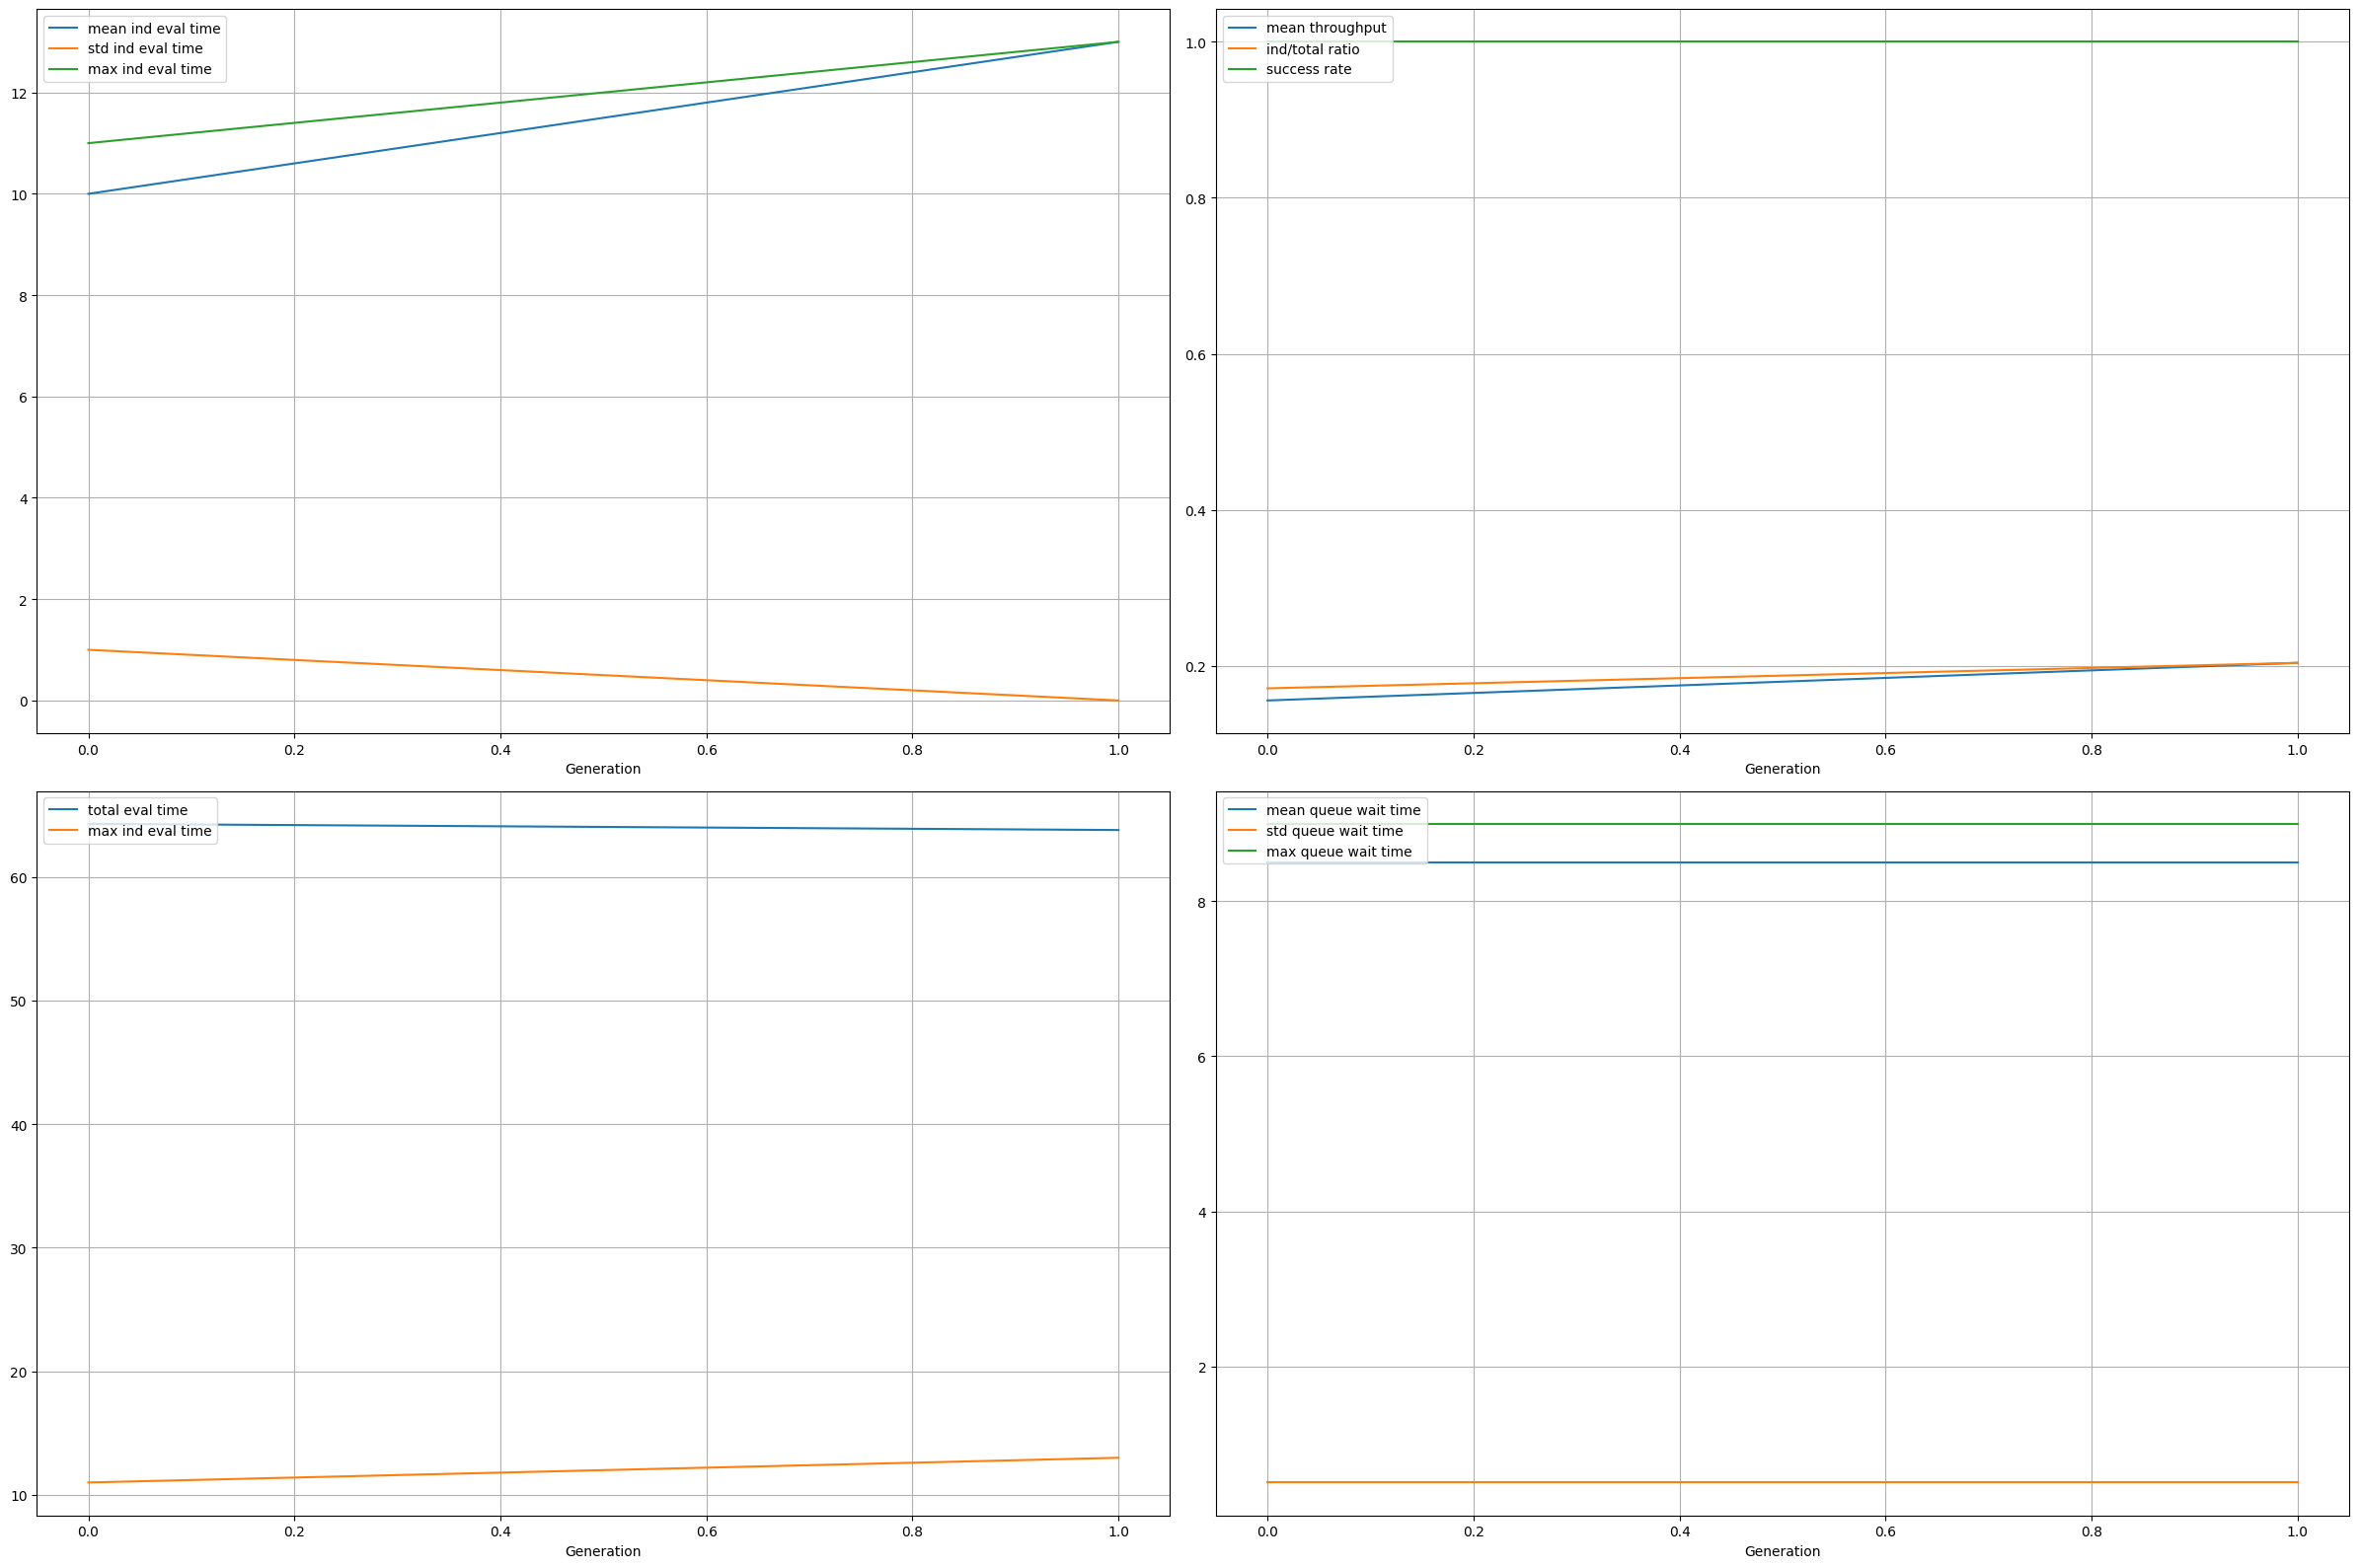 mean ind eval time
std ind eval time
max ind eval time
12
10
8
6
4
2
0
0.0 0.2 0.4 0.6 0.8 1.0
Generation
mean throughput
ind/total ratio
success rate
1.0
0.8
0.6
0.4
0.2
0.0 0.2 0.4 0.6 0.8 1.0
Generation
total eval time
max ind eval time
60
50
40
30
20
10
0.0 0.2 0.4 0.6 0.8 1.0
Generation
mean queue wait time
std queue wait time
max queue wait time
8
6
4
2
0.0 0.2 0.4 0.6 0.8 1.0
Generation